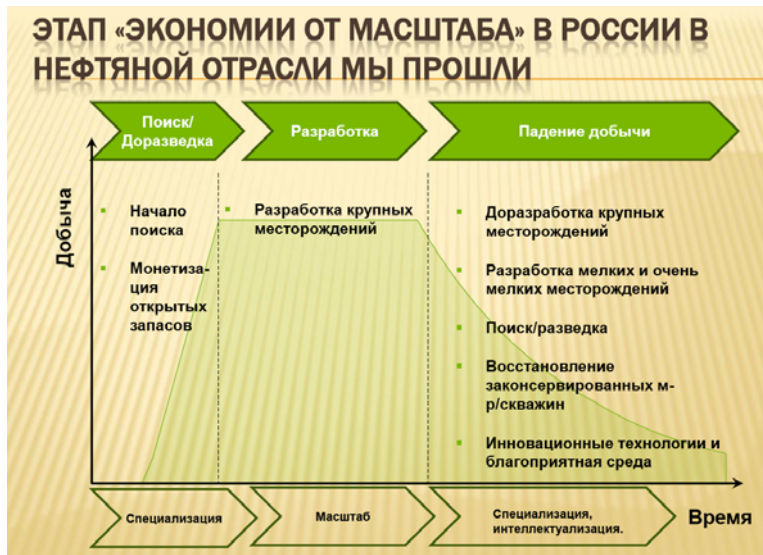 ЭТАП «ЭКОНОМИИ ОТ МАСШТАБА» В РОССИИ В
НЕФТЯНОЙ ОТРАСЛИ МЫ ПРОШЛИ
Поиск/
Доразведка
Разработка
Падение добычи
Добыча
Начало
поиска
Монетиза-
ция
открытых
запасов
Разработка крупных
месторождений
Доразработка крупных
месторождений
Разработка мелких и очень
мелких месторождений
Поиск/разведка
Восстановление
законсервированных м-
р/скважин
Инновационные технологии и
благоприятная среда
Специализация
Масштаб
Специализация,
интеллектуализация.
Время